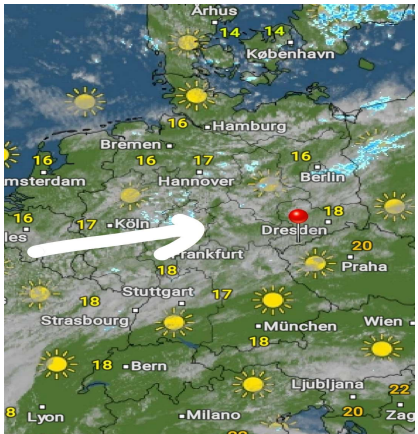 Århus
14 14
København
16 Hamburg
Bremen
16 16 17 16
msterdam Hannover Berlin
16 17 Köln 18
les Dresden
Frankfurt 20
18 Praha
Stuttgart 17
18
Strasbourg
München Wien
18
18 Bern
Ljubljana
22
8 20
Lyon Milano Zag